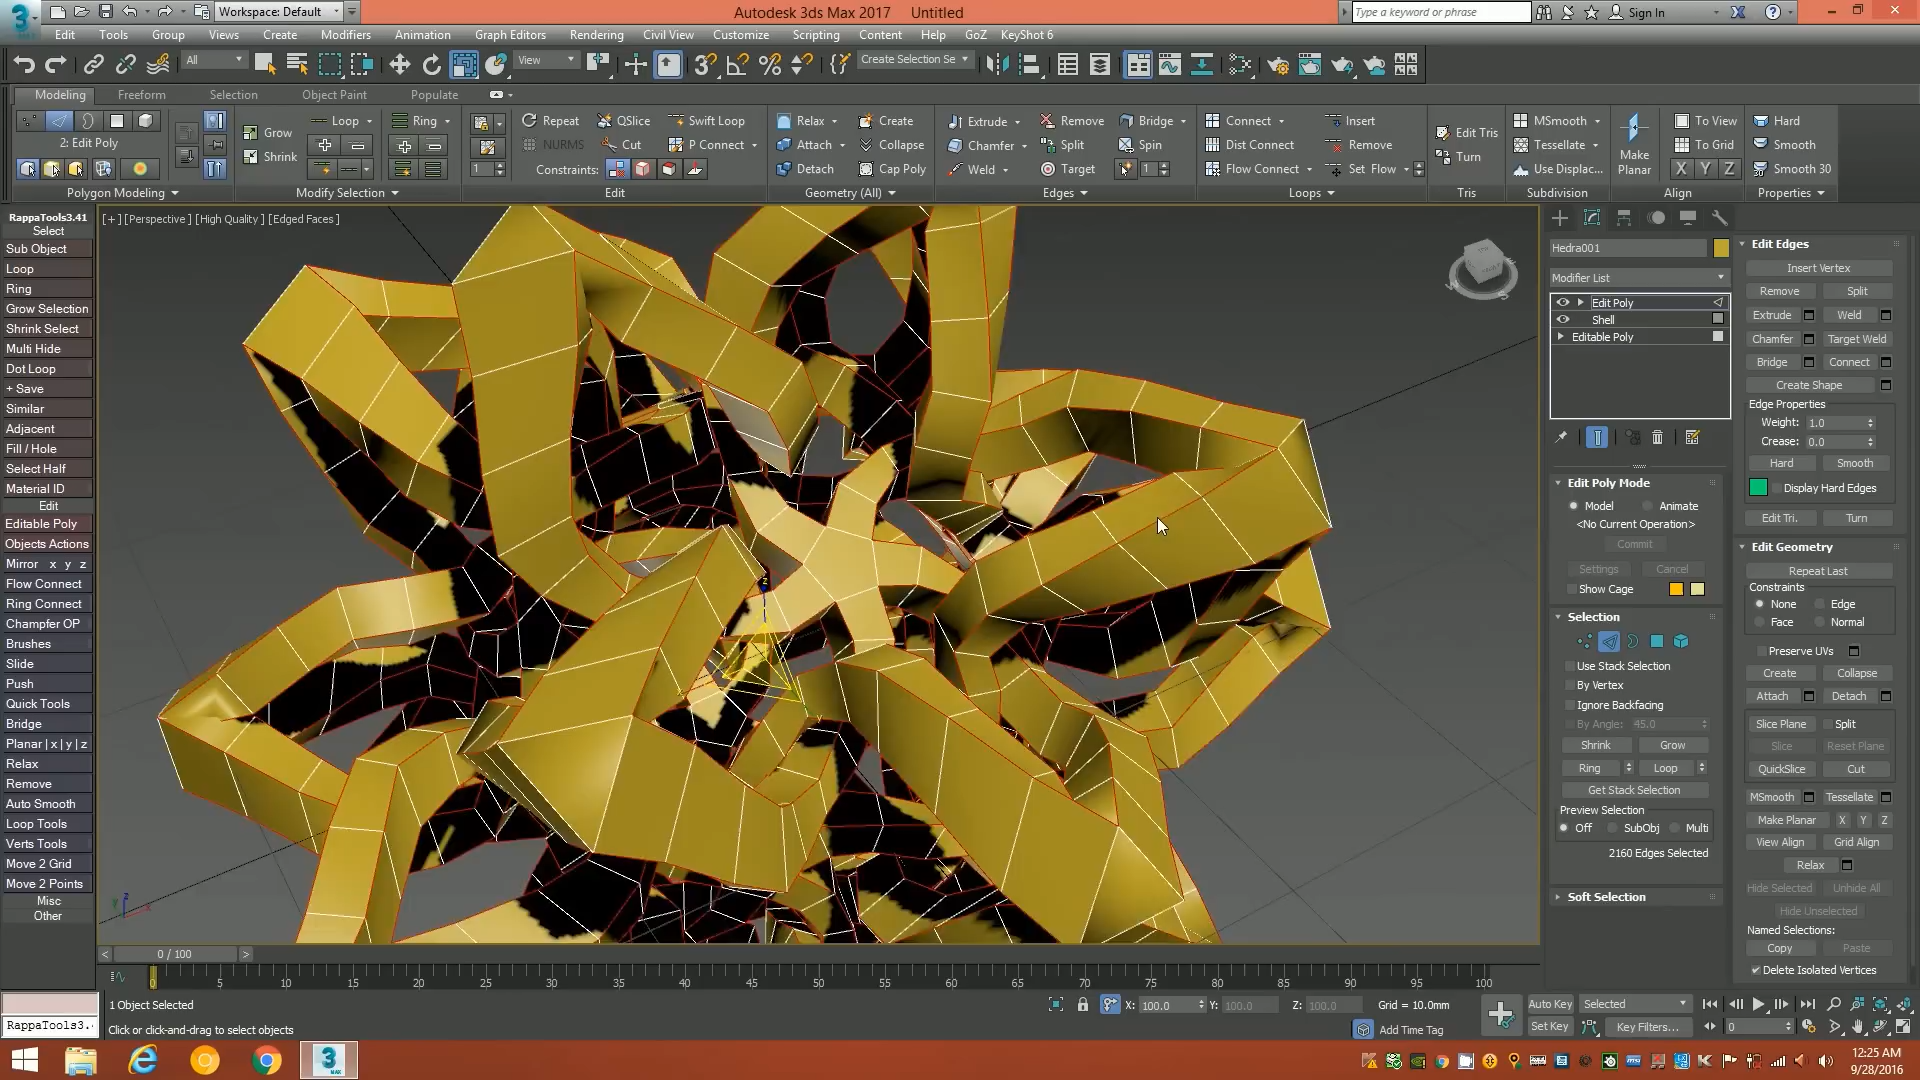 Workspace: Default
Autodesk 3ds Max 2017 Untitled
Type a keyword or phrase
Sign In
Edit Tools Group Views Create Modifiers Animation Graph Editors Rendering Civil View Customize Scripting Content Help GoZ KeyShot 6
All View Create Selection Se
Modeling Freeform Selection Object Paint Populate
Loop Ring Repeat QSlice Swift Loop Relax Create Extrude Remove Bridge Connect Insert MSmooth To View Hard
2: Edit Poly Grow Shrink NURMS Cut P Connect Attach Collapse Chamfer Split Spin Dist Connect Remove Edit Tris Turn Tessellate Make Planar To Grid Smooth
1 Constraints: Detach Cap Poly Weld Target 1 Flow Connect Set Flow Use Displac... X Y Z Smooth 30
Polygon Modeling Modify Selection Edit Geometry (All) Edges Loops Tris Subdivision Align Properties
RappaTools3.41
Select
Sub Object
Loop
Ring
Grow Selection
Shrink Select
Multi Hide
Dot Loop
+ Save
Similar
Adjacent
Fill / Hole
Select Half
Material ID
Edit
Editable Poly
Objects Actions
Mirror x y z
Flow Connect
Ring Connect
Champfer OP
Brushes
Slide
Push
Quick Tools
Bridge
Planar | x | y | z
Relax
Remove
Auto Smooth
Loop Tools
Verts Tools
Move 2 Grid
Move 2 Points
Misc
Other
[ + ] [Perspective ] [High Quality ] [Edged Faces ]
Hedra001
Modifier List
Edit Poly
Shell
Editable Poly
Edit Poly Mode
Model Animate
<No Current Operation>
Commit
Settings Cancel
Show Cage
Selection
Use Stack Selection
By Vertex
Ignore Backfacing
By Angle: 45.0
Shrink Grow
Ring Loop
Get Stack Selection
Preview Selection
Off SubObj Multi
2160 Edges Selected
Soft Selection
Edit Edges
Insert Vertex
Remove Split
Extrude Weld
Chamfer Target Weld
Bridge Connect
Create Shape
Edge Properties
Weight: 1.0
Crease: 0.0
Hard Smooth
Display Hard Edges
Edit Tri. Turn
Edit Geometry
Repeat Last
Constraints
None Edge
Face Normal
Preserve UVs
Create Collapse
Attach Detach
Slice Plane Split
Slice Reset Plane
QuickSlice Cut
MSmooth Tessellate
Make Planar X Y Z
View Align Grid Align
Relax
Hide Selected Unhide All
Hide Unselected
Named Selections:
Copy Paste
Delete Isolated Vertices
< 0 / 100 >
0 5 10 15 20 25 30 35 40 45 50 55 60 65 70 75 80 85 90 95 100
1 Object Selected
X: 100.0 Y: 100.0 Z: 100.0 Grid = 10.0mm
Auto Key Selected
RappaTools3.
Click or click-and-drag to select objects
Add Time Tag
Set Key Key Filters... 0
12:25 AM
9/28/2016